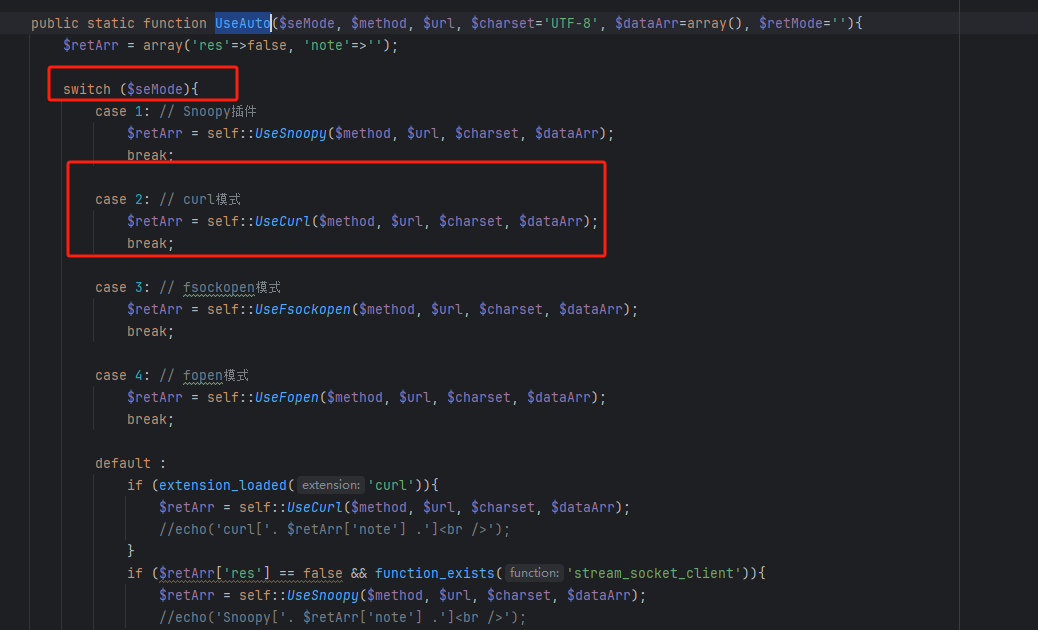 public static function UseAuto($seMode, $method, $url, $charset='UTF-8', $dataArr=array(), $retMode=''){
$retArr = array('res'=>false, 'note'=>'');
switch ($seMode){
case 1: // Snoopy插件
$retArr = self::UseSnoopy($method, $url, $charset, $dataArr);
break;
case 2: // curl模式
$retArr = self::UseCurl($method, $url, $charset, $dataArr);
break;
case 3: // fsockopen模式
$retArr = self::UseFsockopen($method, $url, $charset, $dataArr);
break;
case 4: // fopen模式
$retArr = self::UseFopen($method, $url, $charset, $dataArr);
break;
default :
if (extension_loaded( extension: 'curl')){
$retArr = self::UseCurl($method, $url, $charset, $dataArr);
//echo('curl['. $retArr['note'] .']<br />');
}
if ($retArr['res'] == false && function_exists( function: 'stream_socket_client')){
$retArr = self::UseSnoopy($method, $url, $charset, $dataArr);
//echo('Snoopy['. $retArr['note'] .']<br />');